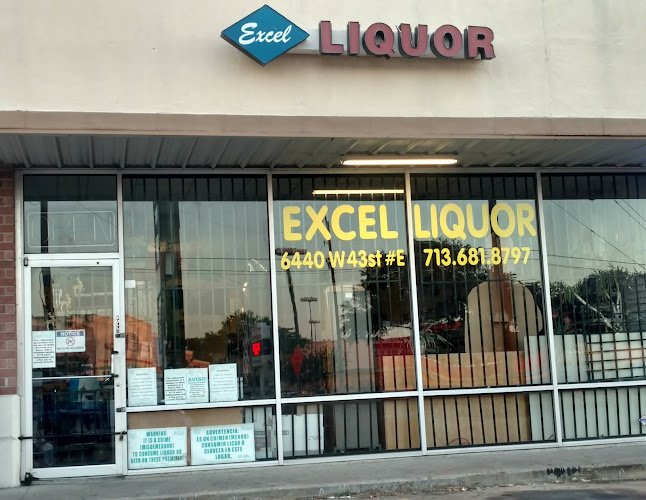 Excel LIQUOR
EXCEL LIQUOR
6440 W 43st #E 713.681.8797
NOTICE
AVISO
WARNING
IT IS A CRIME
(MISDEMEANOR)
TO CONSUME LIQUOR OR
BEER ON THESE PREMISES
ADVERTENCIA:
ES UN CRIMEN (MENOR)
CONSUMIR LICOR O
CERVEZA EN ESTE
LUGAR.